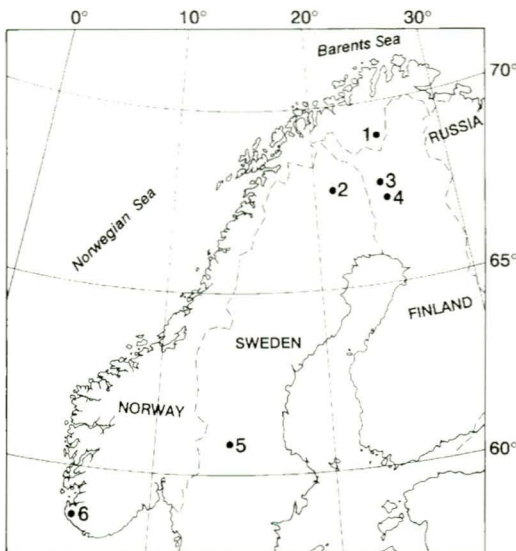 0° 10° 20° 30°
Barents Sea
70°
RUSSIA
1
3
2
4
Norwegian Sea
65°
FINLAND
SWEDEN
NORWAY
5
60°
6